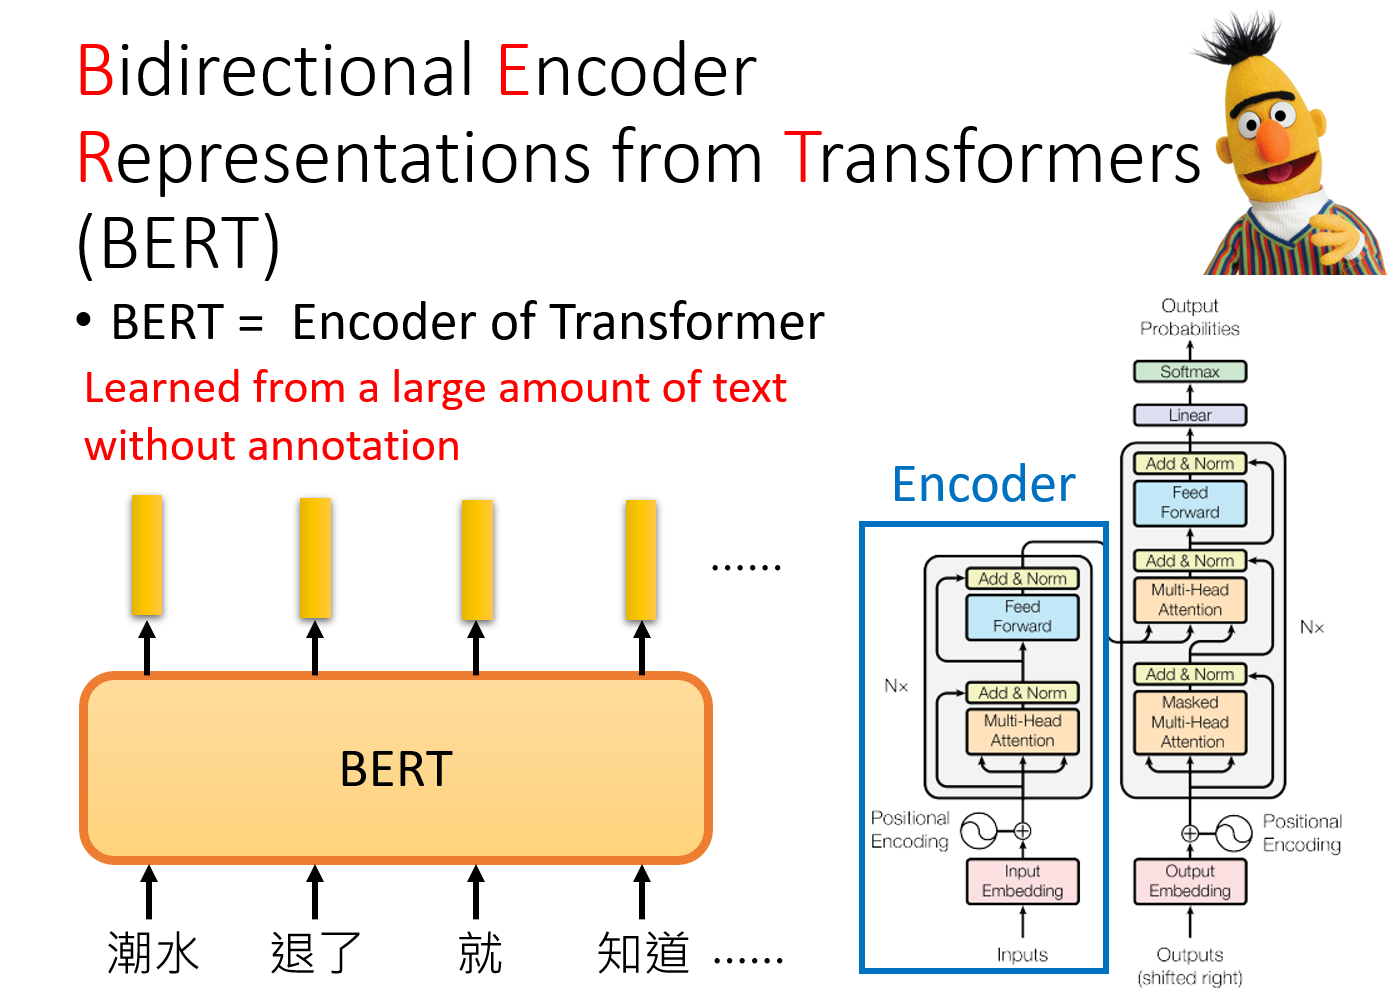 Bidirectional Encoder
Representations from Transformers
(BERT)
• BERT = Encoder of Transformer
Learned from a large amount of text
without annotation
......
BERT
潮水 退了 就 知道 ......
Encoder
Output
Probabilities
Softmax
Linear
Add & Norm
Feed
Forward
Add & Norm
Multi-Head
Attention
Nx
Add & Norm
Masked
Multi-Head
Attention
Positional
Encoding
Output
Embedding
Outputs
(shifted right)
Add & Norm
Feed
Forward
Nx
Add & Norm
Multi-Head
Attention
Positional
Encoding
Input
Embedding
Inputs